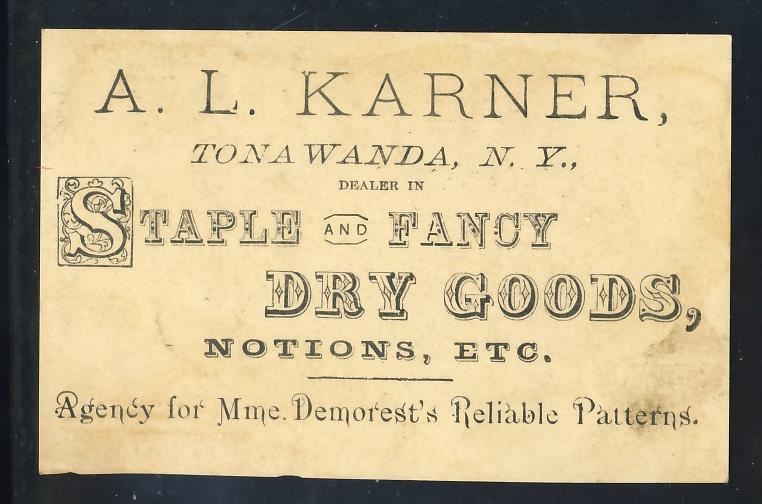 A. L. KARNER,
TONAWANDA, N. Y.,
DEALER IN
STAPLE AND FANCY
DRY GOODS,
NOTIONS, ETC.
Agency for Mme. Demorest's Reliable Patterns.